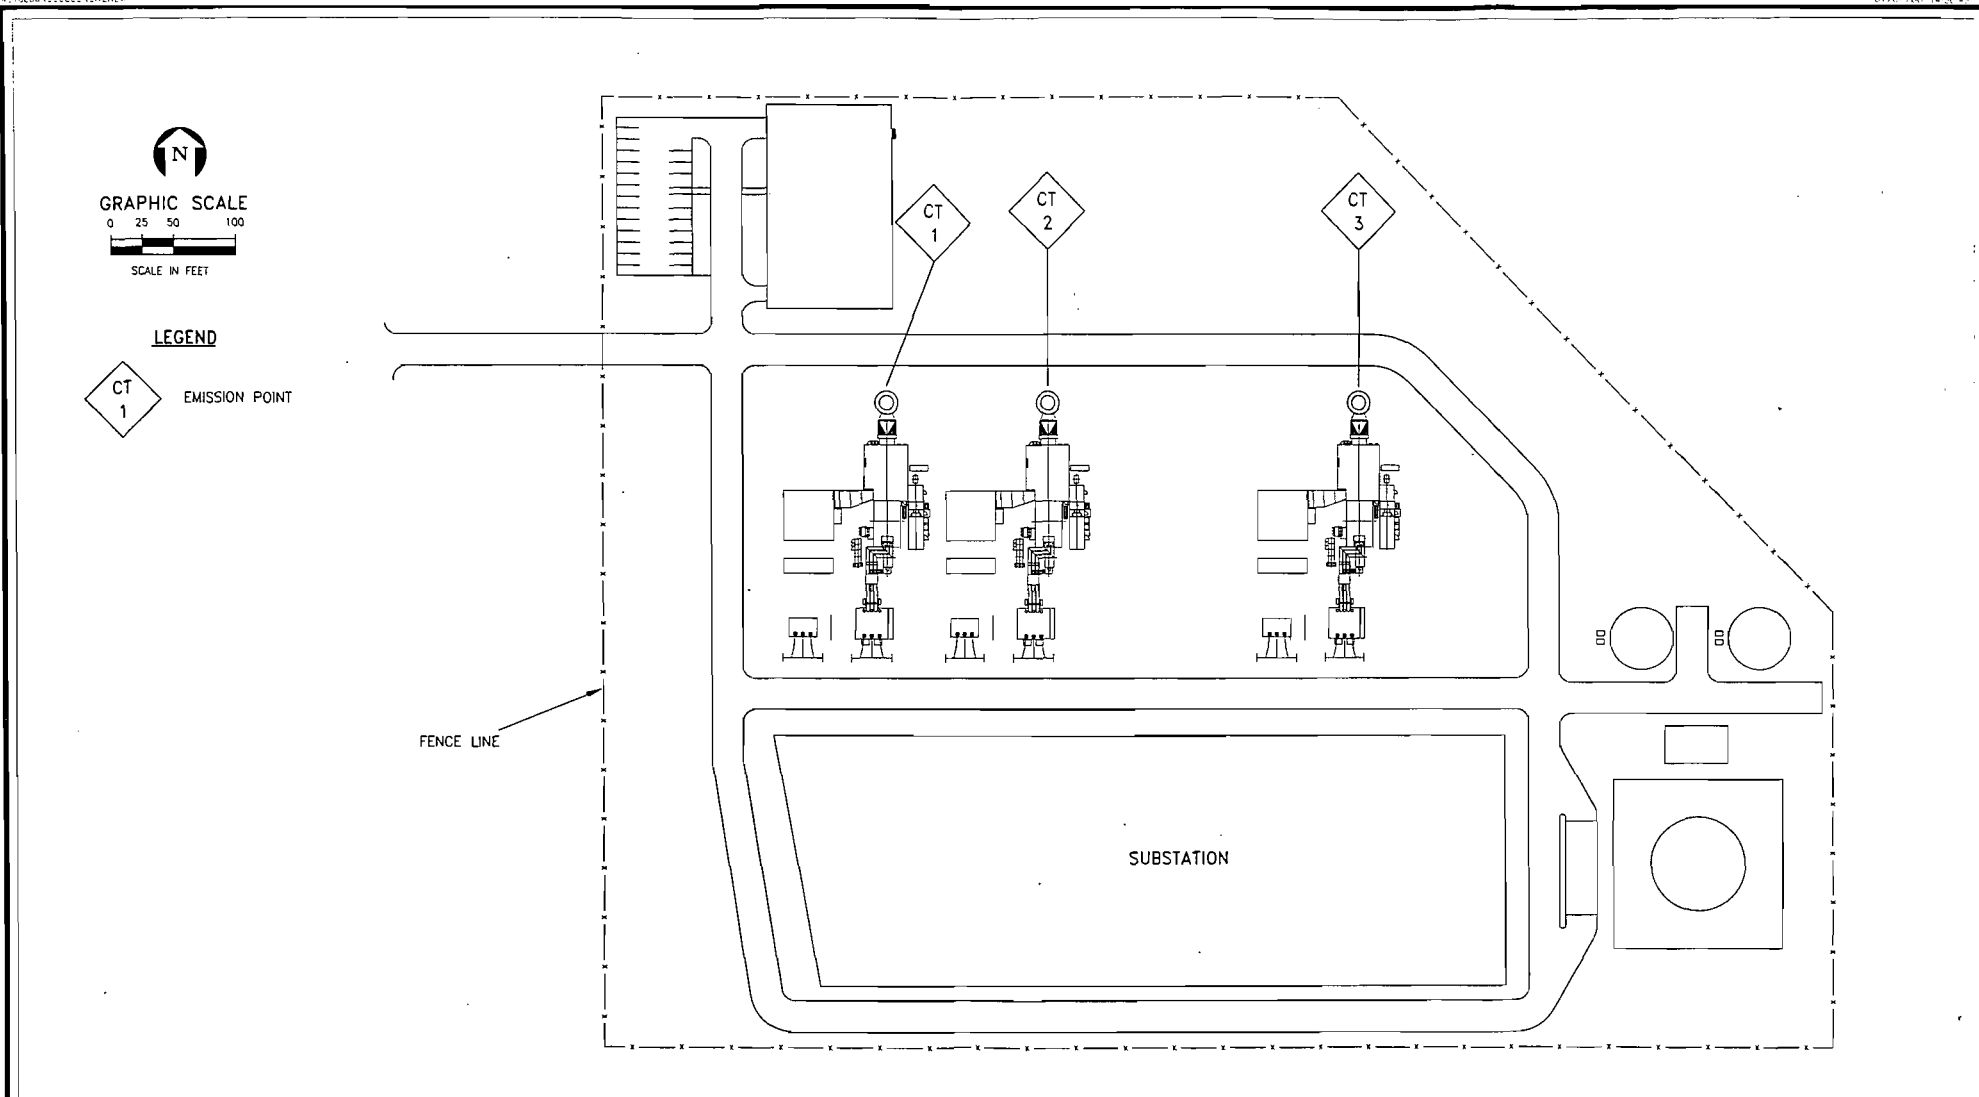 N
GRAPHIC SCALE
0 25 50 100
SCALE IN FEET
LEGEND
CT
1
EMISSION POINT
CT
1
CT
2
CT
3
FENCE LINE
SUBSTATION